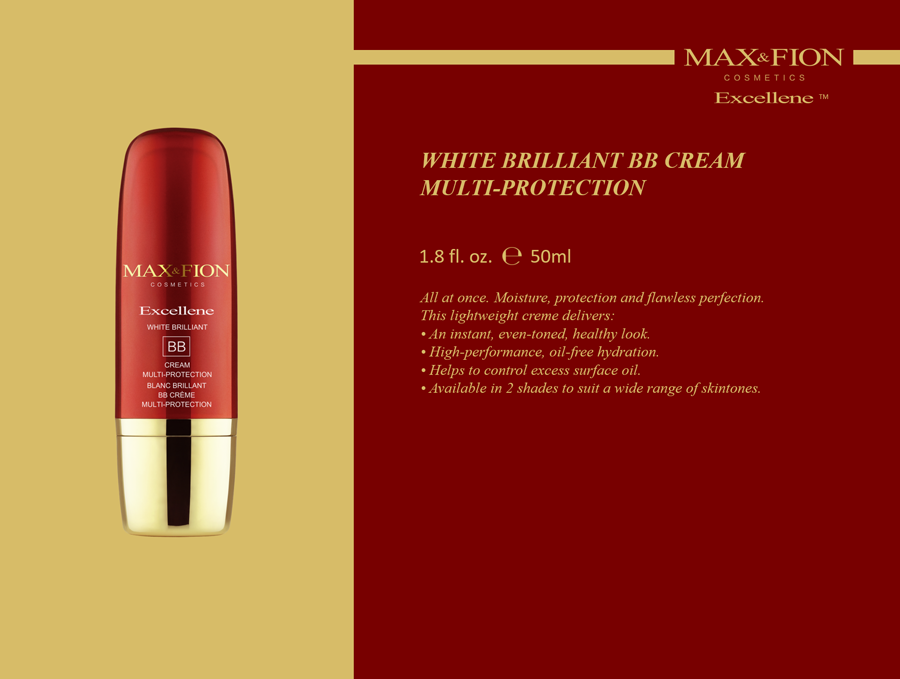 MAX&FION
COSMETICS
Excellene ™
WHITE BRILLIANT BB CREAM
MULTI-PROTECTION
1.8 fl. oz. ℮ 50ml
All at once. Moisture, protection and flawless perfection.
This lightweight creme delivers:
• An instant, even-toned, healthy look.
• High-performance, oil-free hydration.
• Helps to control excess surface oil.
• Available in 2 shades to suit a wide range of skintones.
MAX&FION
COSMETICS
Excellene
WHITE BRILLIANT
BB
CREAM
MULTI-PROTECTION
BLANC BRILLANT
BB CRÈME
MULTI-PROTECTION